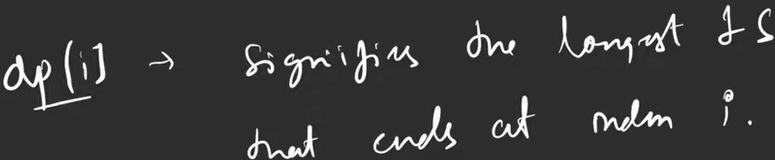 dp[i] → signifies the longest IS
that ends at index i.